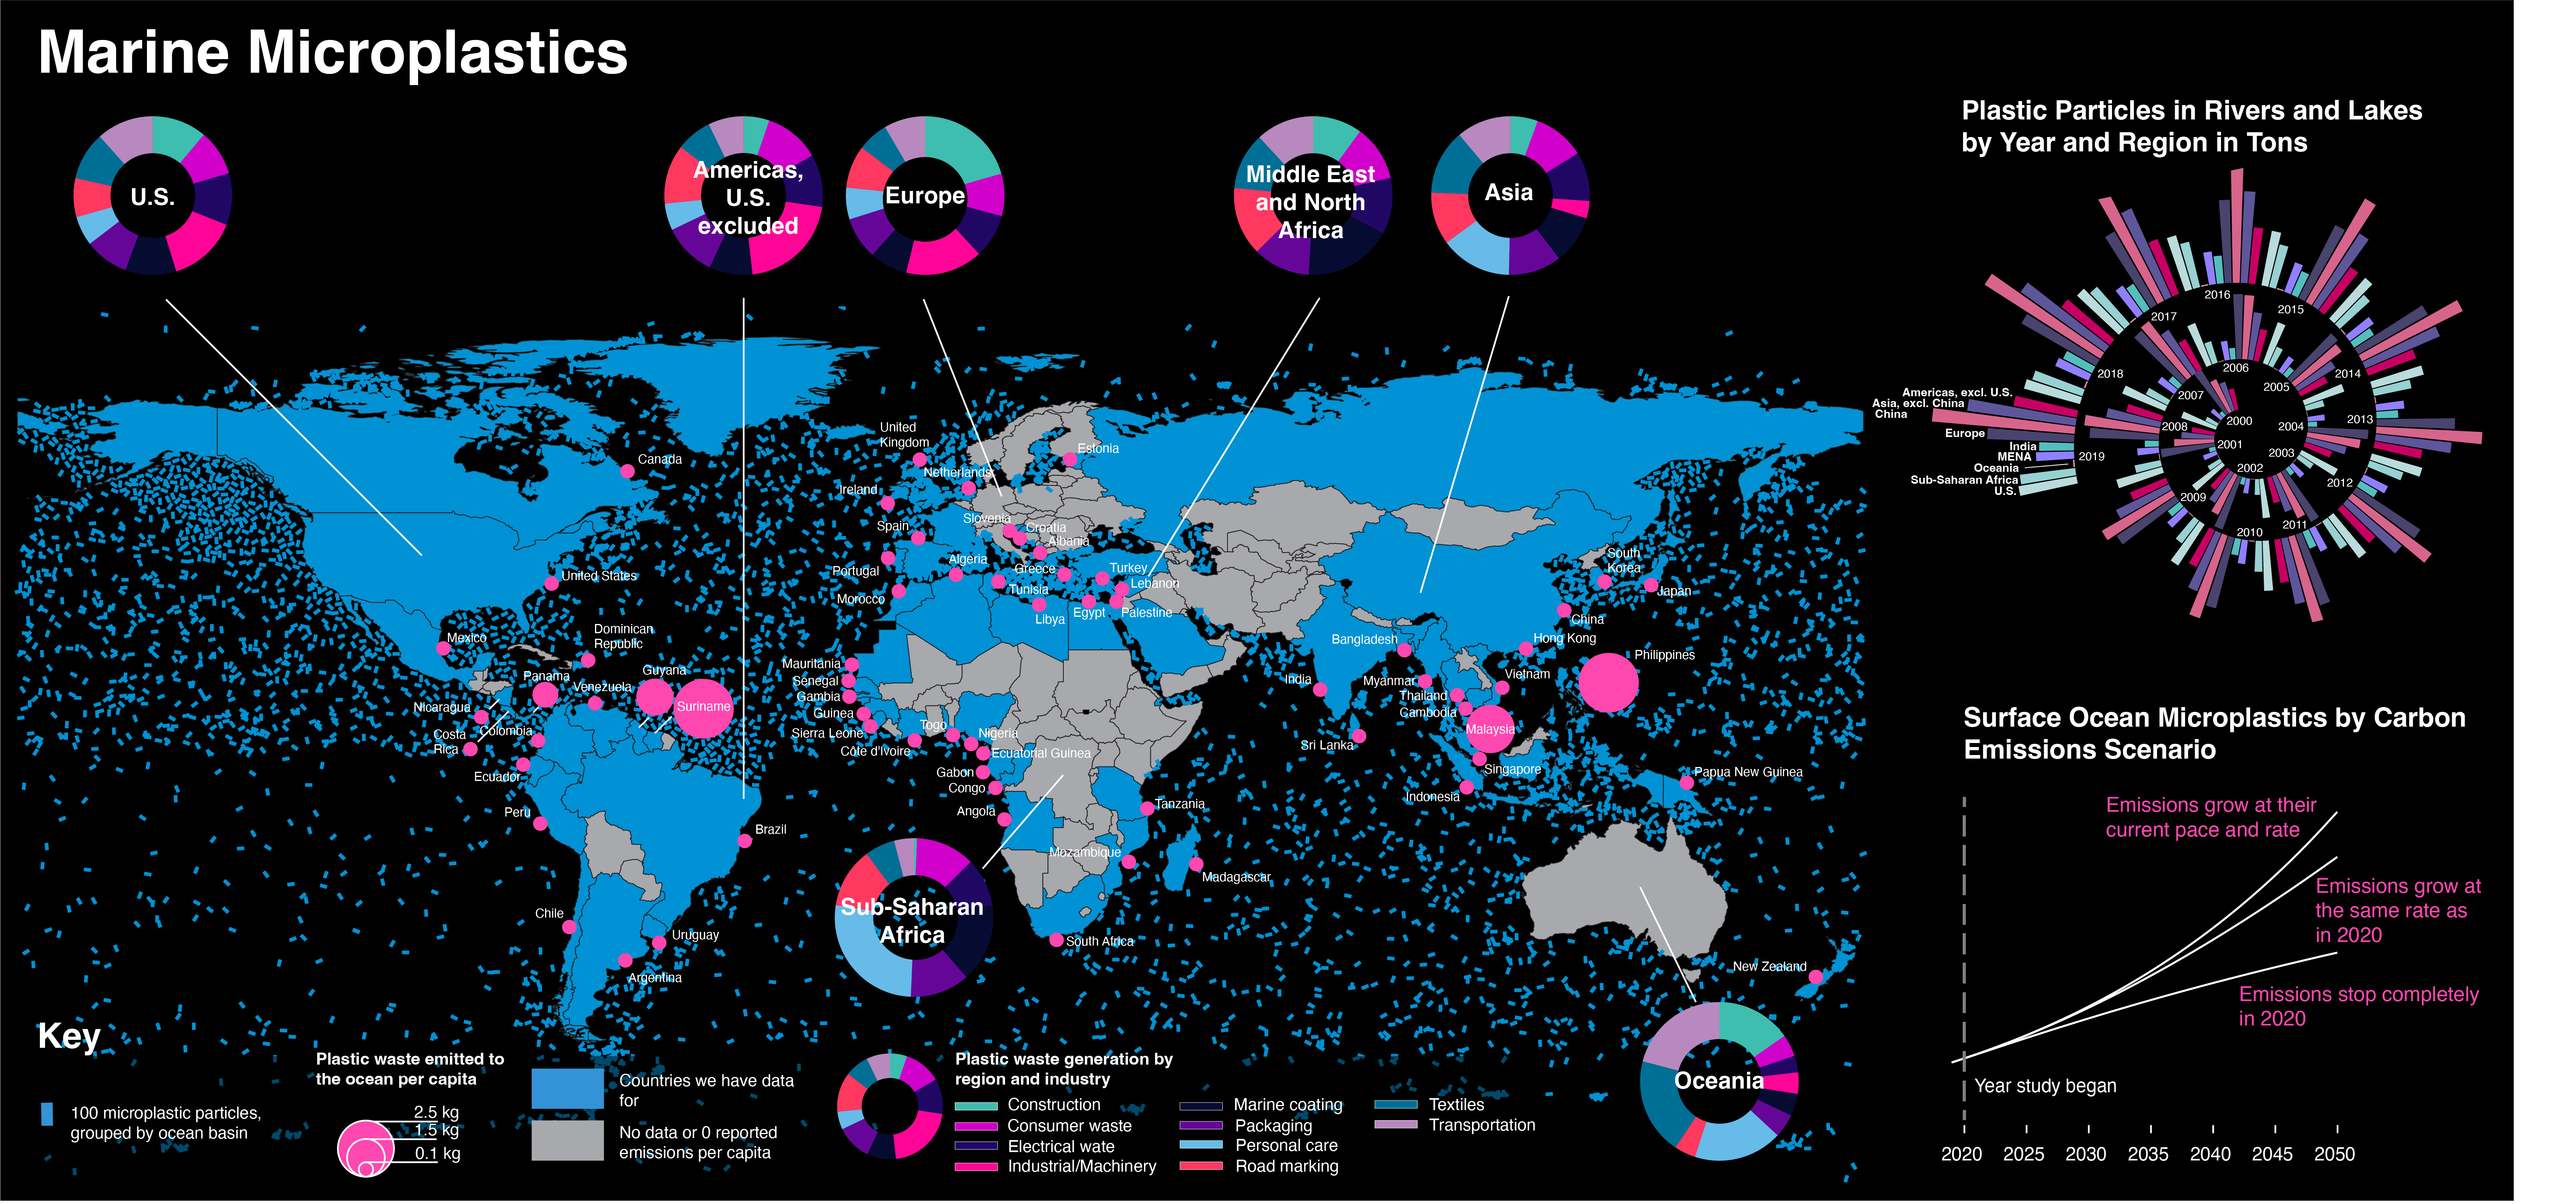 Marine Microplastics
U.S.
Americas,
U.S.
excluded
Europe
Middle East
and North
Africa
Asia
Canada
United States
Mexico
Dominican
Republic
Guyana
Panama
Venezuela
Suriname
Nicaragua
Costa
Rica
Colombia
Ecuador
Peru
Brazil
Chile
Uruguay
Argentina
United
Kingdom
Estonia
Netherlands
Ireland
Slovenia
Spain
Croatia
Albania
Algeria
Portugal
Greece
Turkey
Lebanon
Tunisia
Morocco
Libya
Egypt
Palestine
Mauritania
Senegal
Gambia
Guinea
Sierra Leone
Togo
Nigeria
Côte d'Ivoire
Equatorial Guinea
Gabon
Congo
Angola
Tanzania
Mozambique
Madagascar
South Africa
Sub-Saharan
Africa
South
Korea
Japan
China
Hong Kong
Bangladesh
Philippines
India
Myanmar
Vietnam
Thailand
Cambodia
Malaysia
Sri Lanka
Singapore
Indonesia
Papua New Guinea
New Zealand
Oceania
Key
100 microplastic particles,
grouped by ocean basin
Plastic waste emitted to
the ocean per capita
2.5 kg
1.5 kg
0.1 kg
Countries we have data
for
No data or 0 reported
emissions per capita
Plastic waste generation by
region and industry
Construction
Consumer waste
Electrical wate
Industrial/Machinery
Marine coating
Packaging
Personal care
Road marking
Textiles
Transportation
Plastic Particles in Rivers and Lakes
by Year and Region in Tons
2016
2015
2017
2006
2005
2014
2018
2007
2000
2004
2013
2008
2001
2003
2019
2002
2012
2009
2010
2011
Americas, excl. U.S.
Asia, excl China
China
Europe
India
MENA
Oceania
Sub-Saharan Africa
U.S.
Surface Ocean Microplastics by Carbon
Emissions Scenario
Emissions grow at their
current pace and rate
Emissions grow at
the same rate as
in 2020
Emissions stop completely
in 2020
Year study began
2020 2025 2030 2035 2040 2045 2050